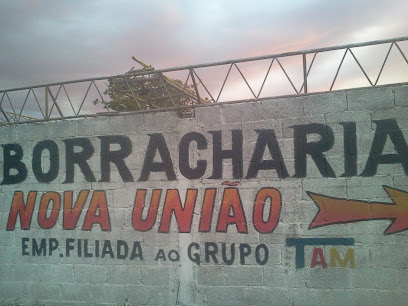 BORRACHARIA
NOVA UNIÃO
EMP. FILIADA AO GRUPO TAM